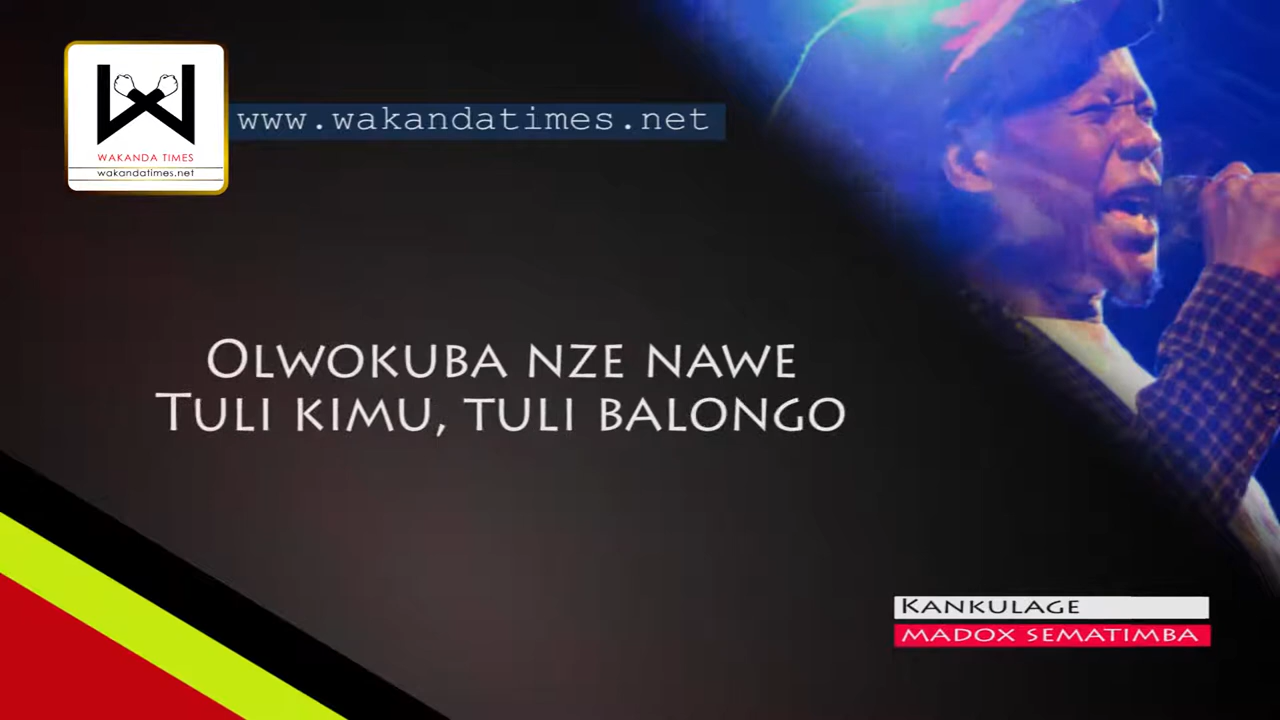 WAKANDA TIMES
wakandatimes.net
www.wakandatimes.net
OLWOKUBA NZE NAWE
TULI KIMU, TULI BALONGO
KANKULAGE
MADOX SEMATIMBA